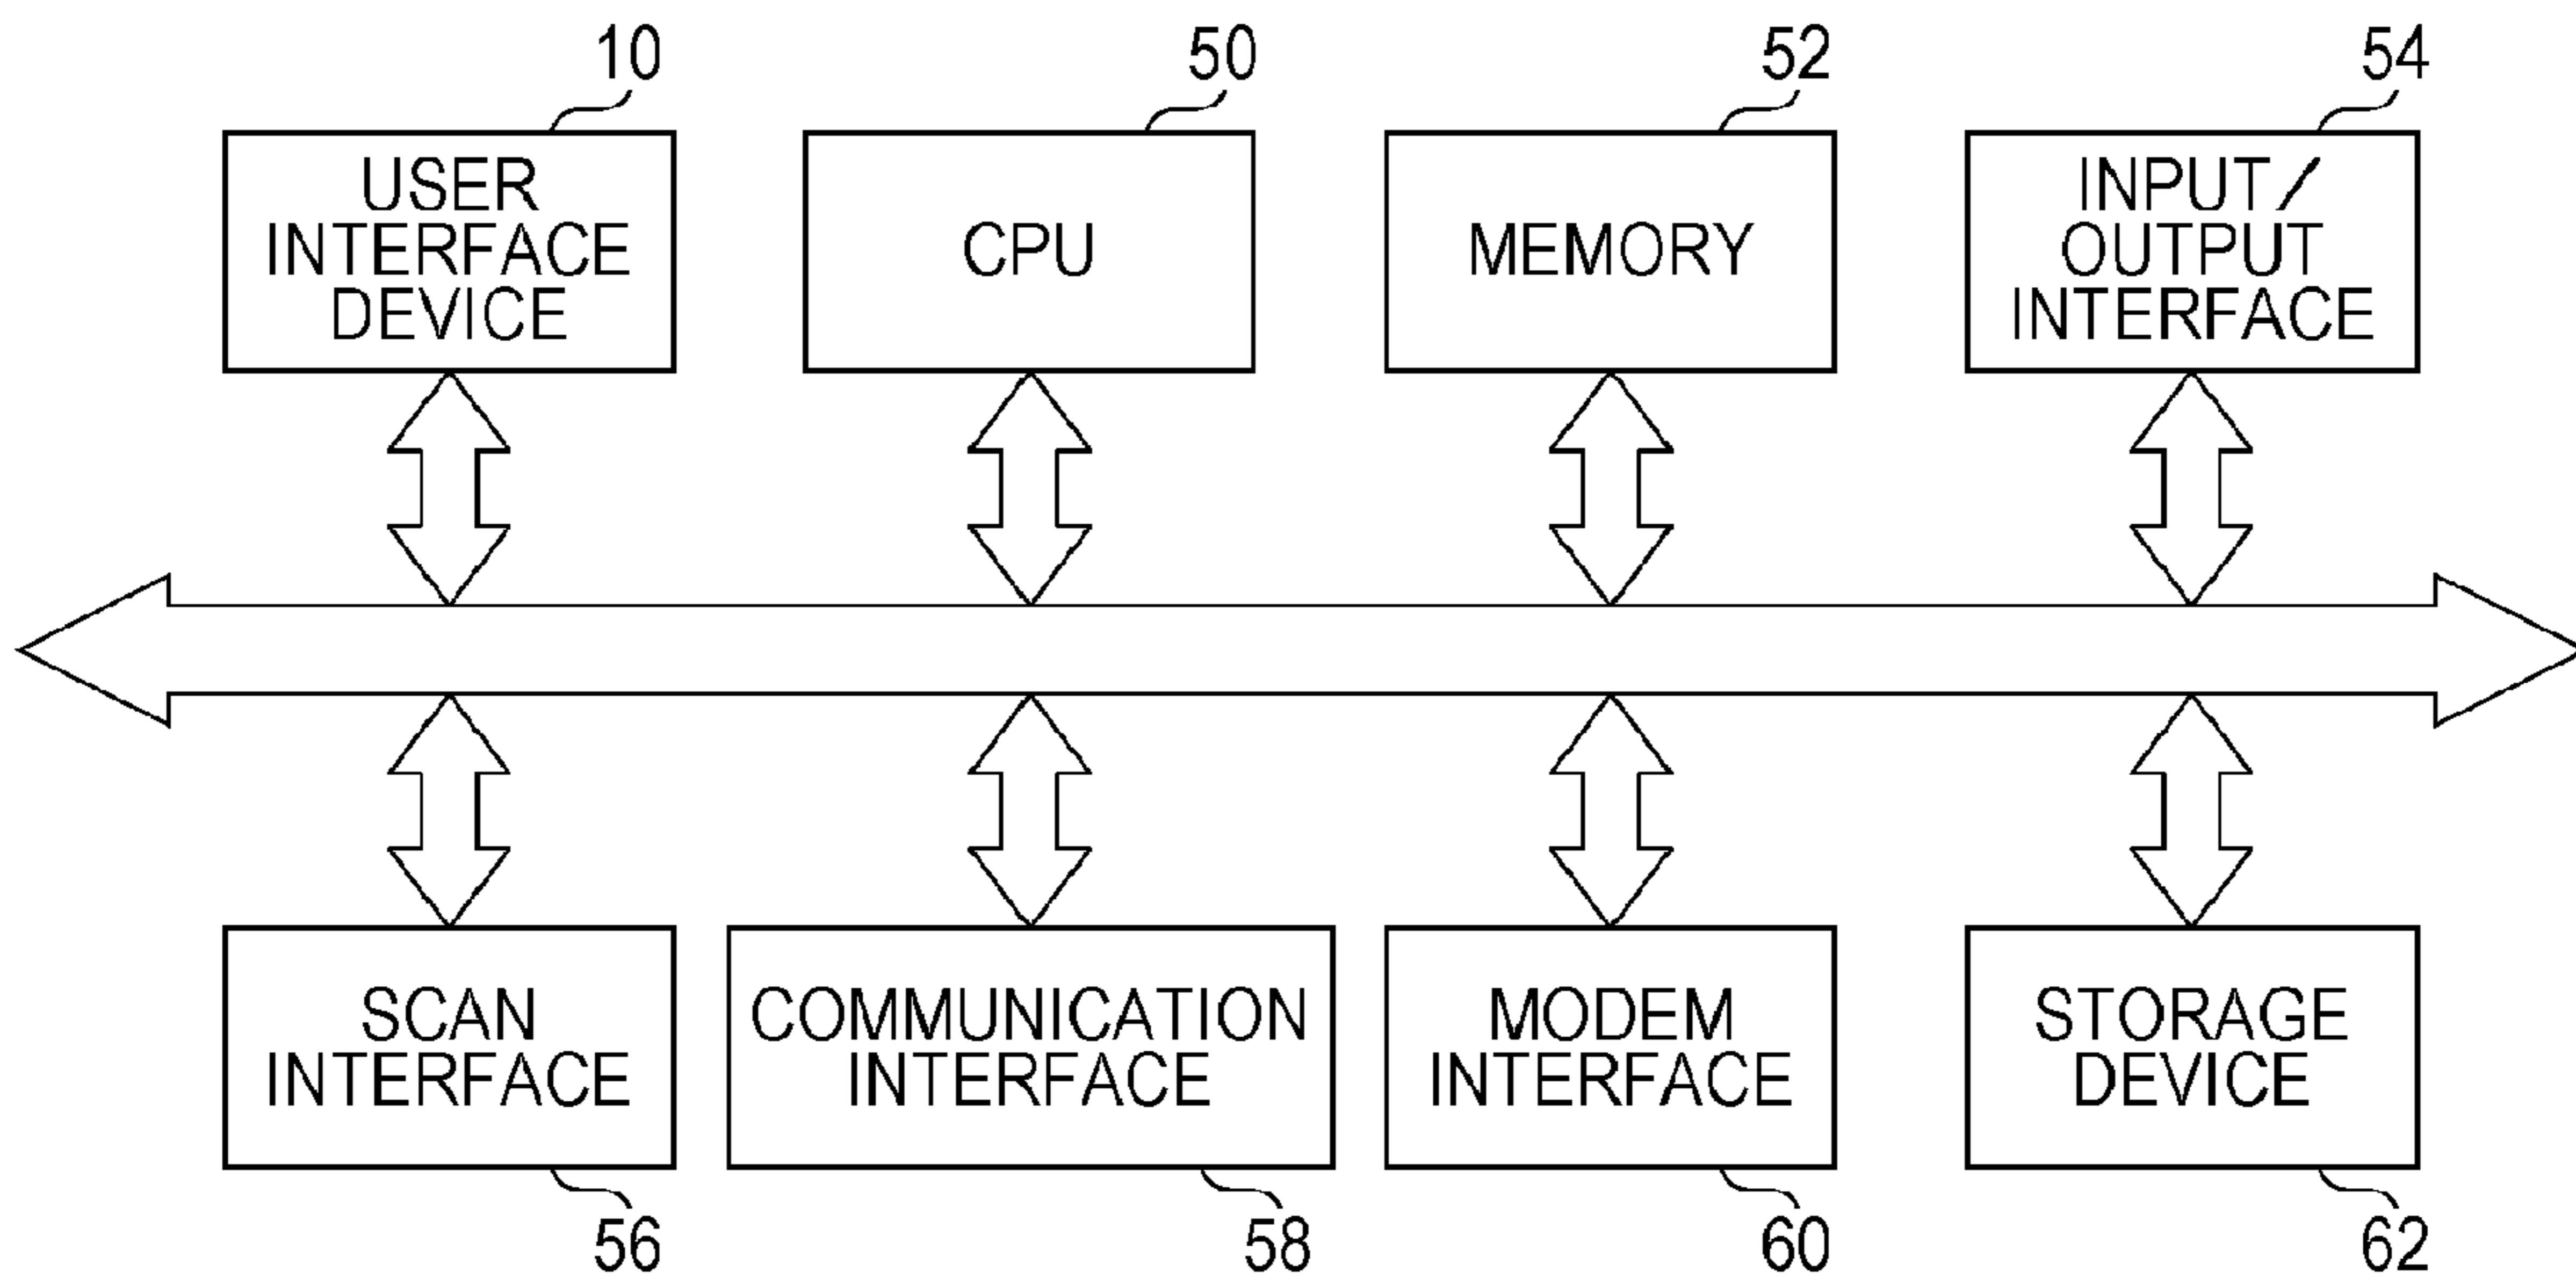 10
50
52
54
USER
INTERFACE
DEVICE
CPU
MEMORY
INPUT/
OUTPUT
INTERFACE
SCAN
INTERFACE
COMMUNICATION
INTERFACE
MODEM
INTERFACE
STORAGE
DEVICE
56
58
60
62